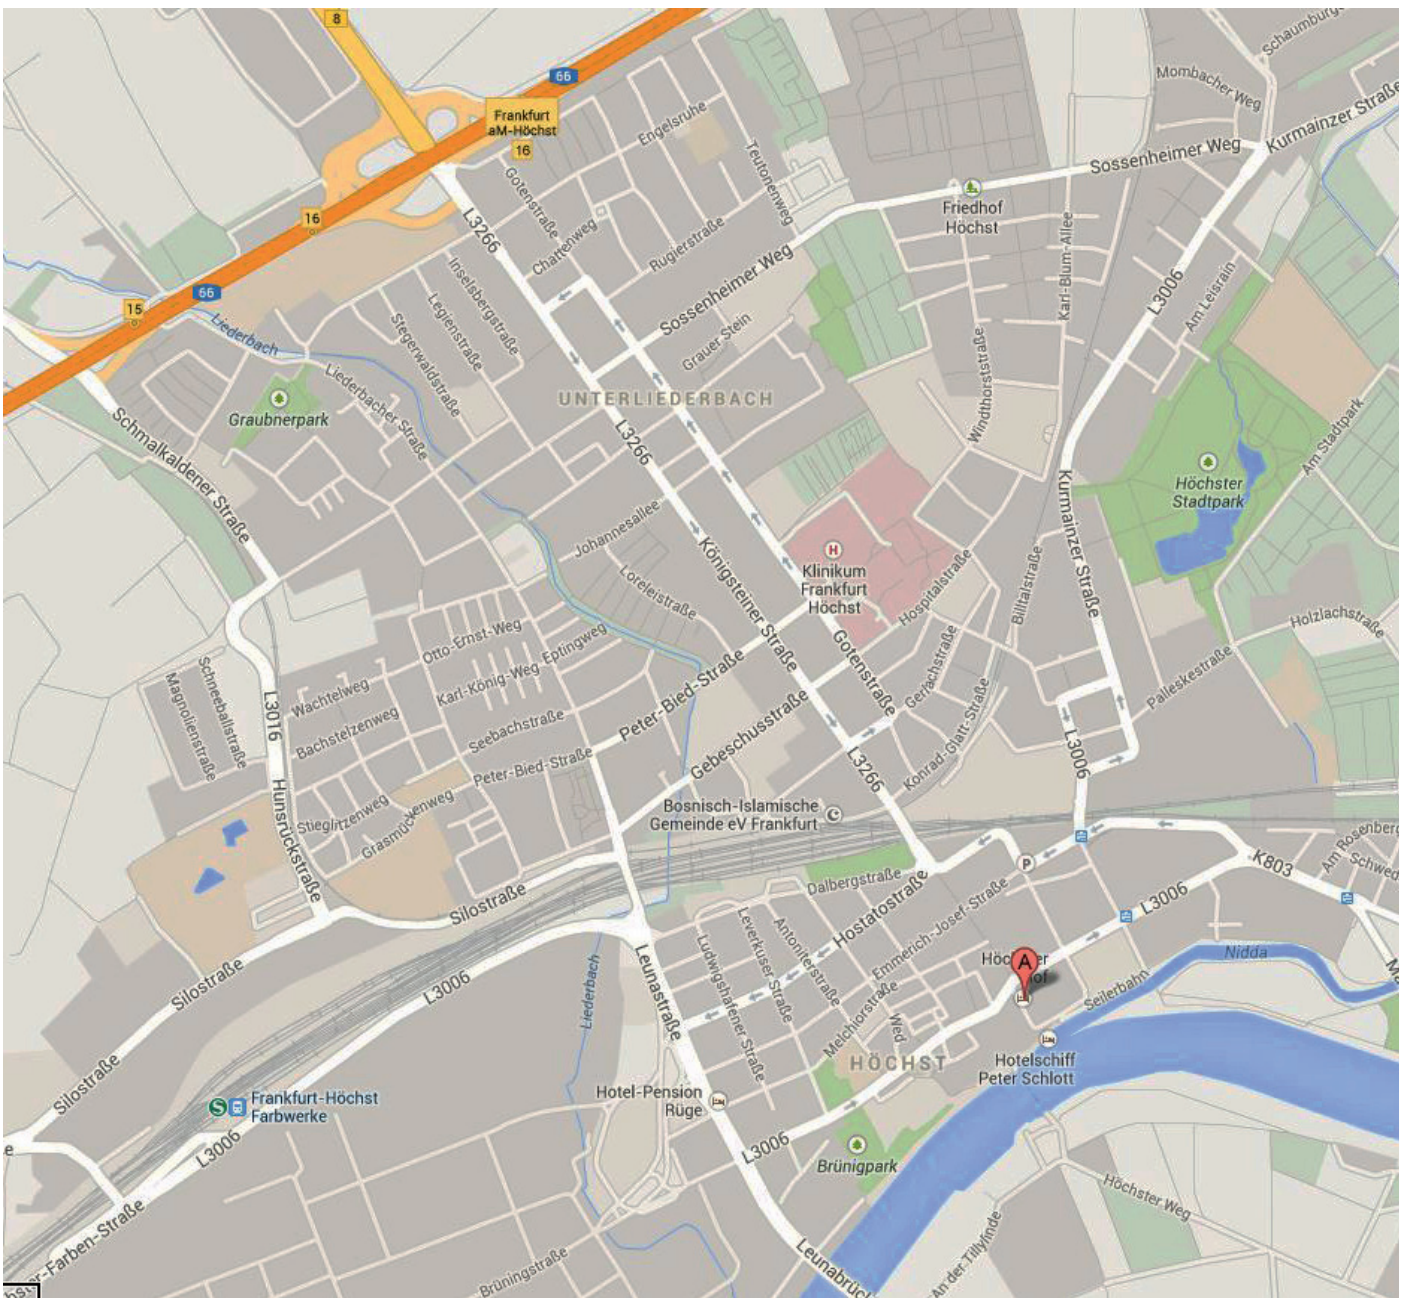 8
66
Frankfurt
aM-Höchst
16
Schaumburger
Mombacher Weg
Kurmainzer Straße
Engelsruhe
Teutonenweg
Sossenheimer Weg
Gotenstraße
Friedhof
Höchst
16
L3266
Chattenweg
Rugierstraße
Karl-Blum-Allee
66
15
Liederbach
Inselsbergstraße
Legienstraße
Stegerwaldstraße
Sossenheimer Weg
Grauer Stein
L3006
Am Leisrain
Windthorststraße
Liederbacher Straße
Graubnerpark
UNTERLIEDERBACH
Schmalkaldener Straße
L3266
Am Stadtpark
Höchster
Stadtpark
Johannesallee
Königsteiner Straße
Kurmainzer Straße
Klinikum
Frankfurt
Höchst
Loreleistraße
Hospitalstraße
Billtalstraße
Holzlachstraße
Otto-Ernst-Weg
Eptingweg
Karl-König-Weg
Gotenstraße
Gerlachstraße
Palleskestraße
Schneeballstraße
Magnolienstraße
L3016
Wachtelweg
Bachstelzenweg
Seebachstraße
Peter-Bied-Straße
Peter-Bied-Straße
Gebeschusstraße
Konrad-Glatt-Straße
L3006
L3266
Hunsrückstraße
Stieglitzenweg
Grasmückenweg
Bosnisch-Islamische
Gemeinde eV Frankfurt
P
Am Rosenberg
Schwed
K803
Dalbergstraße
Silostraße
Hostatostraße
Emmerich-Josef-Straße
L3006
Leverkuser Straße
Antoniterstraße
Ludwigshafener Straße
Leunastraße
A
Nidda
Seilerbahn
Silostraße
L3006
Liederbach
Melchiorstraße
Wed
HÖCHST
Hotelschiff
Peter Schlott
Silostraße
Frankfurt-Höchst
Farbwerke
Hotel-Pension
Rüge
L3006
L3006
Brünigpark
Höchster Weg
Brüningstraße
Leunabrücke
An der Tillylinde